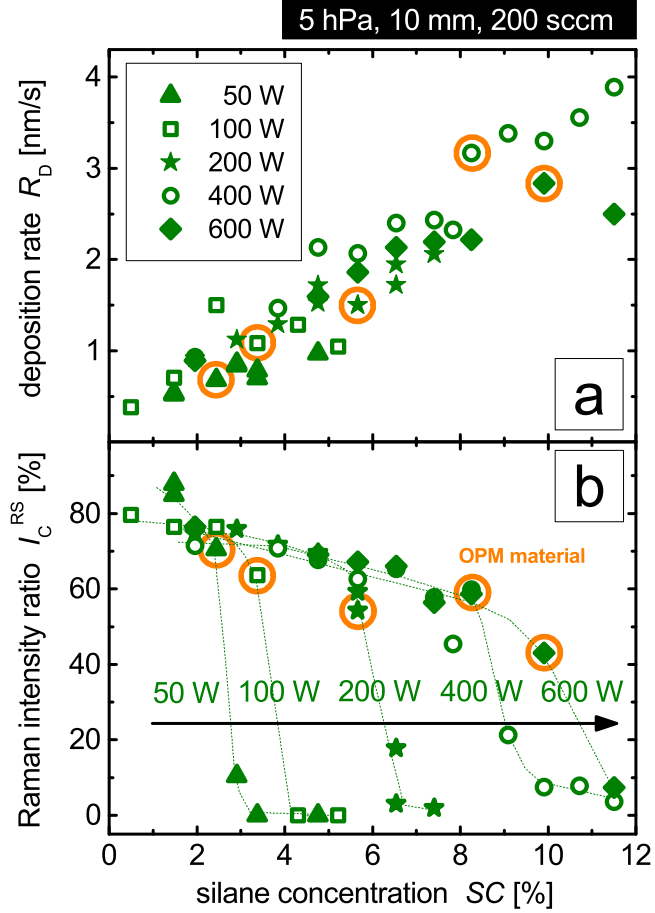 5 hPa, 10 mm, 200 sccm
deposition rate R_D [nm/s]
4
3
2
1
50 W
100 W
200 W
400 W
600 W
a
Raman intensity ratio I_C^RS [%]
80
60
40
20
0
b
OPM material
50 W 100 W 200 W 400 W 600 W
0 2 4 6 8 10 12
silane concentration SC [%]